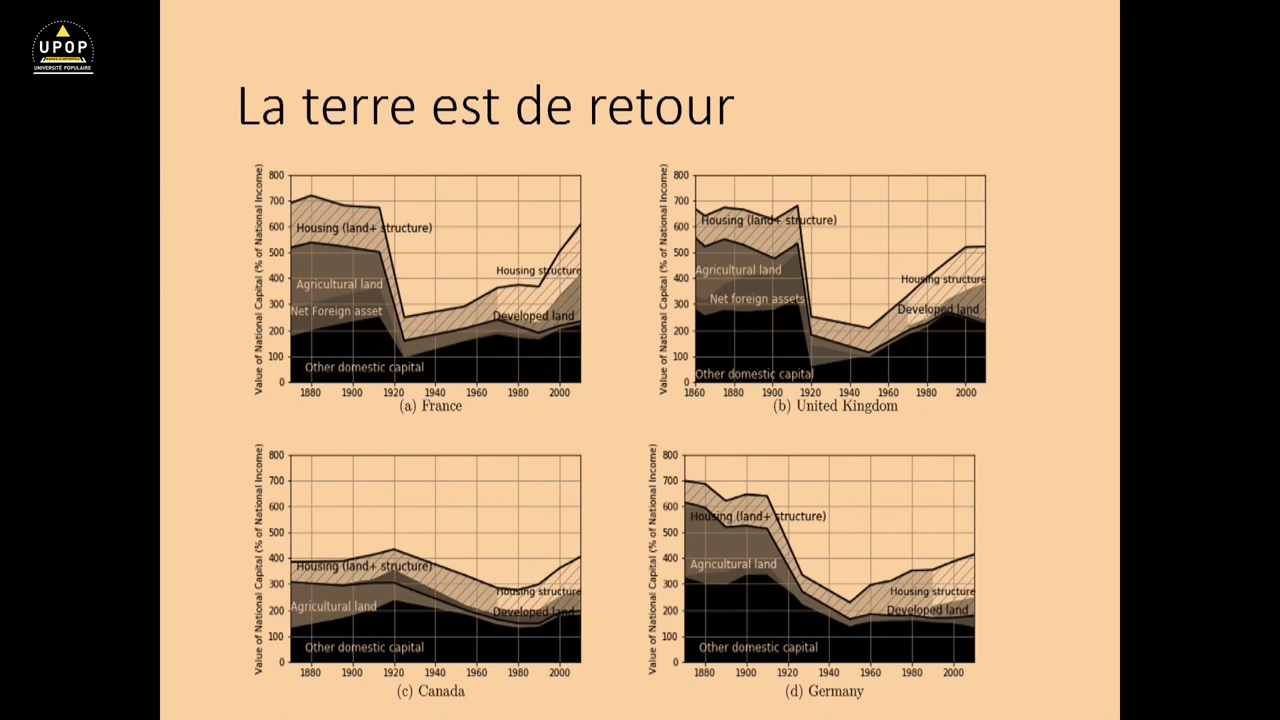 UPOP
UNIVERSITÉ POPULAIRE
La terre est de retour
Value of National Capital (% of National Income)
800
700
600
500
400
300
200
100
0
Housing (land+ structure)
Agricultural land
Net Foreign asset
Other domestic capital
Housing structure
Developed land
1880 1900 1920 1940 1960 1980 2000
(a) France
Value of National Capital (% of National Income)
800
700
600
500
400
300
200
100
0
Housing (land+ structure)
Agricultural land
Net foreign assets
Other domestic capital
Housing structure
Developed land
1860 1880 1900 1920 1940 1960 1980 2000
(b) United Kingdom
Value of National Capital (% of National Income)
800
700
600
500
400
300
200
100
0
Housing (land+ structure)
Agricultural land
Other domestic capital
Housing structure
Developed land
1880 1900 1920 1940 1960 1980 2000
(c) Canada
Value of National Capital (% of National Income)
800
700
600
500
400
300
200
100
0
Housing (land+ structure)
Agricultural land
Other domestic capital
Housing structure
Developed land
1880 1900 1920 1940 1960 1980 2000
(d) Germany